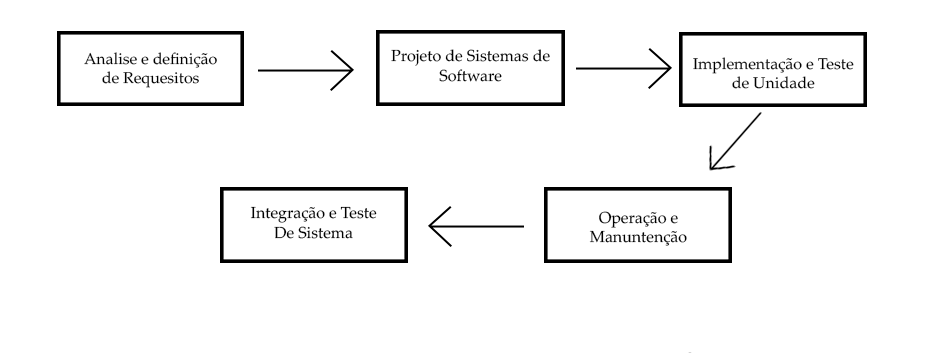 Analise e definição
de Requesitos
Projeto de Sistemas de
Software
Implementação e Teste
de Unidade
Operação e
Manuntenção
Integração e Teste
De Sistema